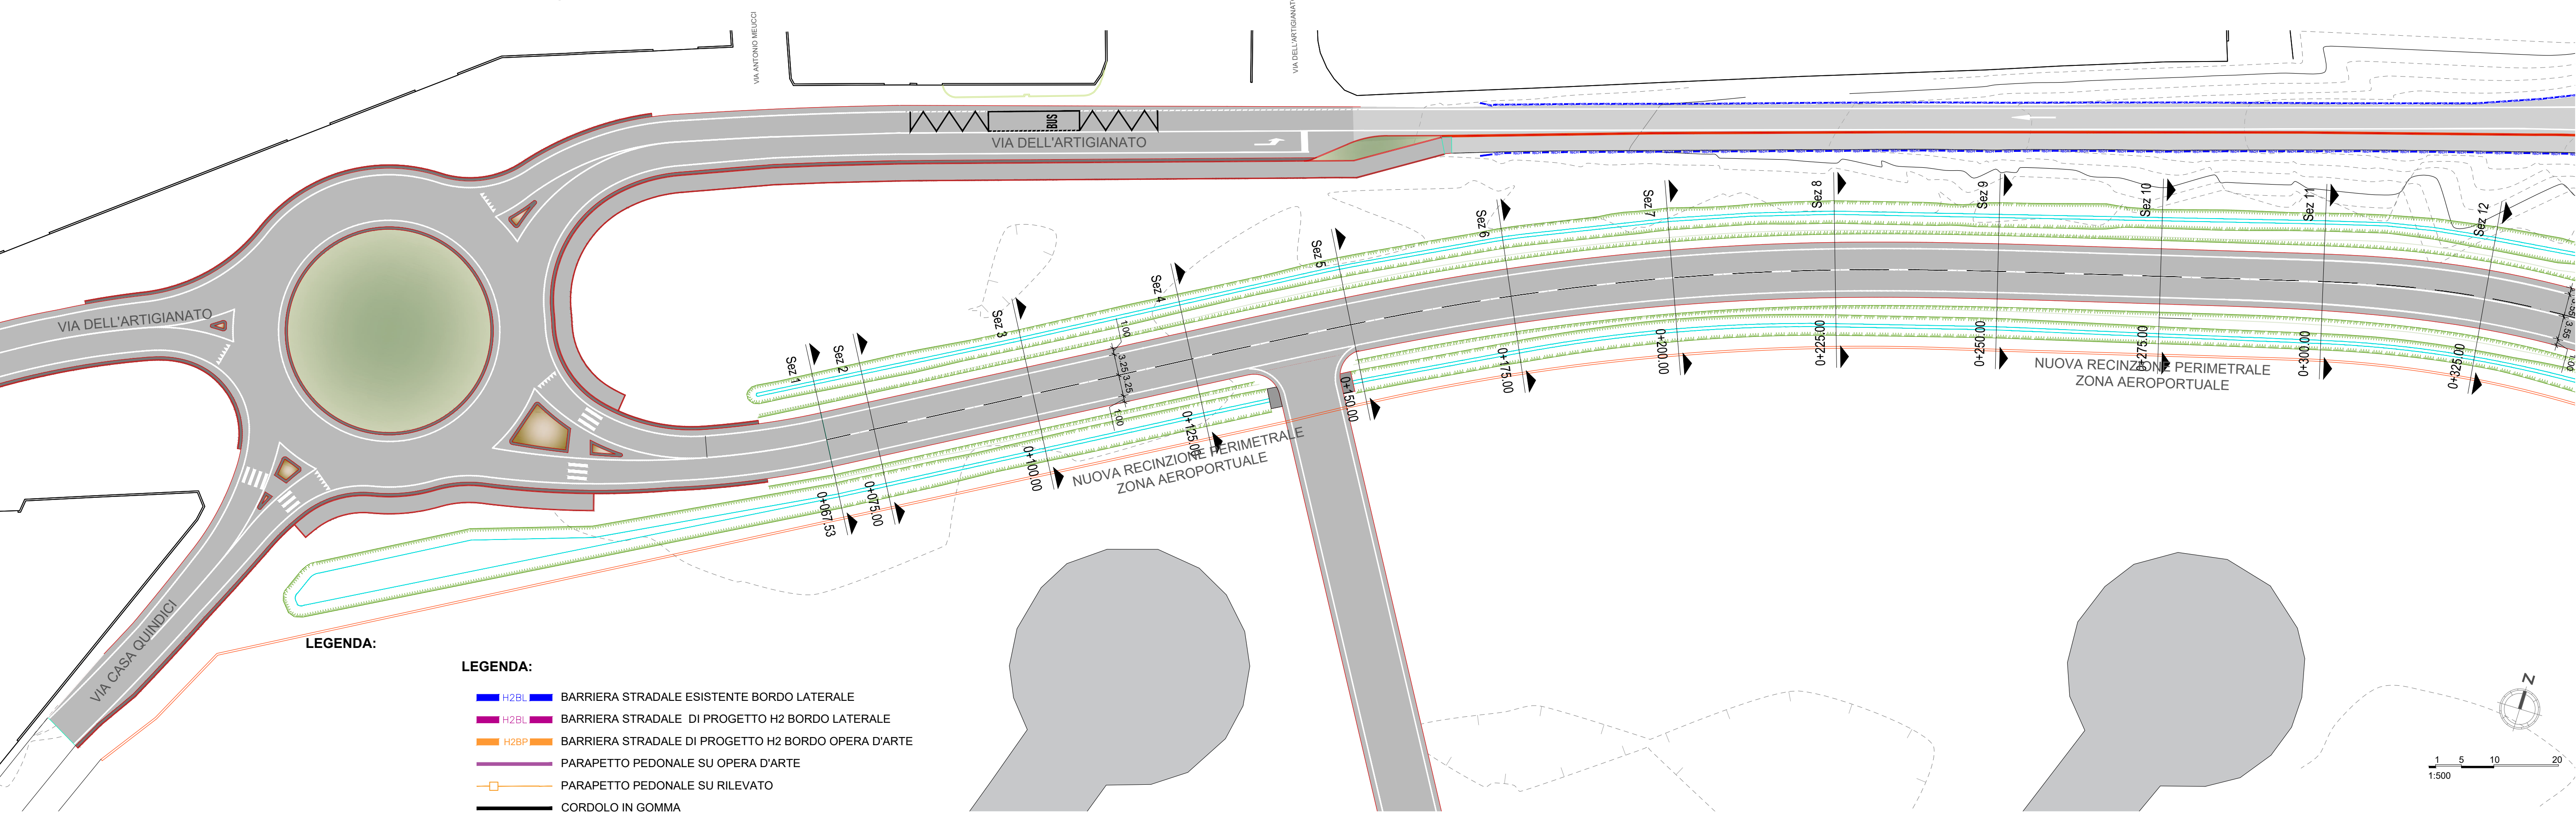 VIA ANTONIO MEUCCI
VIA DELL'ARTIGIANATO
BUS
VIA DELL'ARTIGIANATO
VIA DELL'ARTIGIANATO
VIA CASA QUINDICI
Sez 1
Sez 2
Sez 3
Sez 4
Sez 5
Sez 6
Sez 7
Sez 8
Sez 9
Sez 10
Sez 11
Sez 12
1.00
3.25
3.25
1.00
0+067.53
0+075.00
0+100.00
0+125.00
0+150.00
0+175.00
0+200.00
0+225.00
0+250.00
0+275.00
0+300.00
0+325.00
3.55
NUOVA RECINZIONE PERIMETRALE
ZONA AEROPORTUALE
NUOVA RECINZIONE PERIMETRALE
ZONA AEROPORTUALE
LEGENDA:
LEGENDA:
H2BL BARRIERA STRADALE ESISTENTE BORDO LATERALE
H2BL BARRIERA STRADALE DI PROGETTO H2 BORDO LATERALE
H2BP BARRIERA STRADALE DI PROGETTO H2 BORDO OPERA D'ARTE
PARAPETTO PEDONALE SU OPERA D'ARTE
PARAPETTO PEDONALE SU RILEVATO
CORDOLO IN GOMMA
N
1 5 10 20
1:500